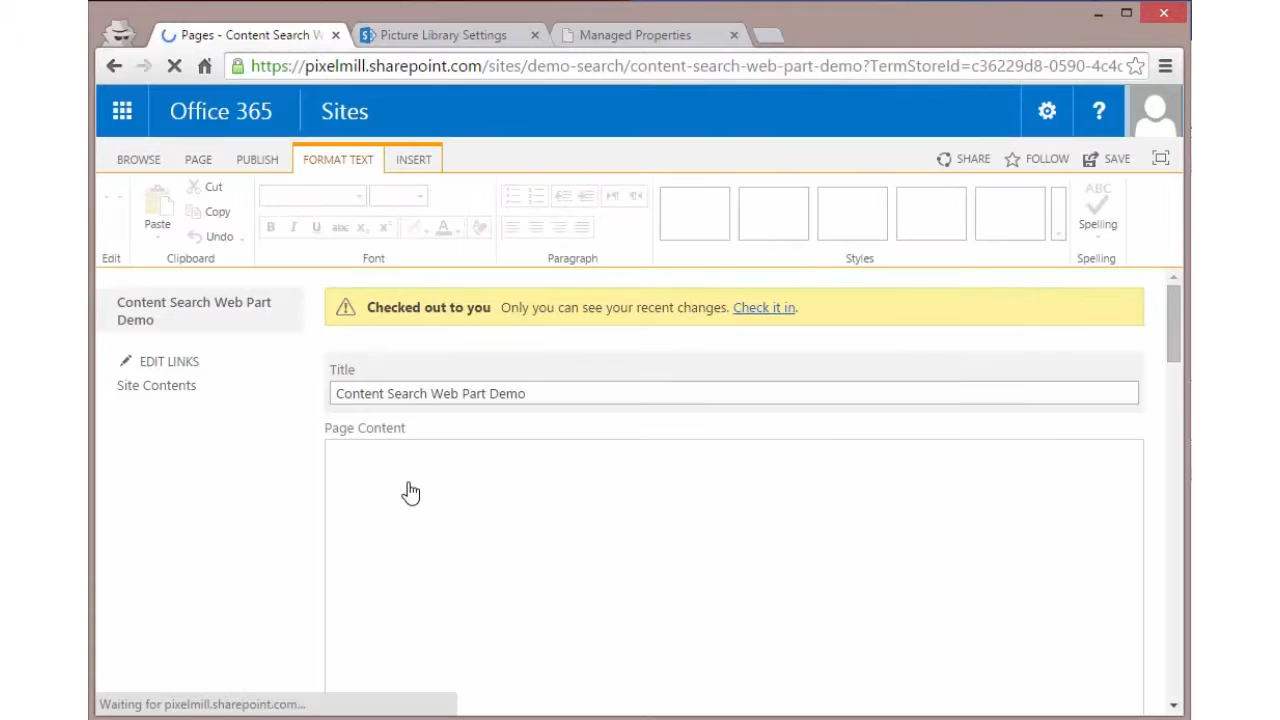 Pages - Content Search W
Picture Library Settings
Managed Properties
https://pixelmill.sharepoint.com/sites/demo-search/content-search-web-part-demo?TermStoreId=c36229d8-0590-4c4c
Office 365
Sites
?
BROWSE
PAGE
PUBLISH
FORMAT TEXT
INSERT
SHARE
FOLLOW
SAVE
Paste
Cut
Copy
Undo
B I U abc X₂ X² A
ABC
Spelling
Edit
Clipboard
Font
Paragraph
Styles
Spelling
Content Search Web Part
Demo
EDIT LINKS
Site Contents
Checked out to you Only you can see your recent changes. Check it in.
Title
Content Search Web Part Demo
Page Content
Waiting for pixelmill.sharepoint.com...